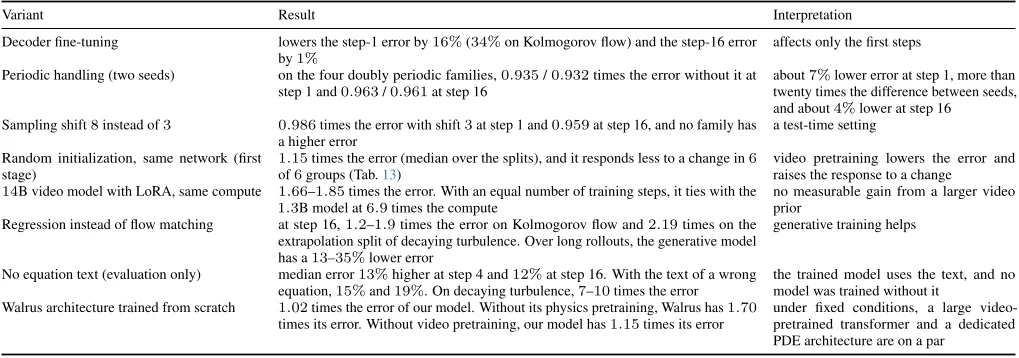 Variant Result Interpretation
Decoder fine-tuning lowers the step-1 error by 16% (34% on Kolmogorov flow) and the step-16 error affects only the first steps
by 1%
Periodic handling (two seeds) on the four doubly periodic families, 0.935 / 0.932 times the error without it at about 7% lower error at step 1, more than
step 1 and 0.963 / 0.961 at step 16 twenty times the difference between seeds,
and about 4% lower at step 16
Sampling shift 8 instead of 3 0.986 times the error with shift 3 at step 1 and 0.959 at step 16, and no family has a test-time setting
a higher error
Random initialization, same network (first 1.15 times the error (median over the splits), and it responds less to a change in 6 video pretraining lowers the error and
stage) of 6 groups (Tab. 13) raises the response to a change
14B video model with LoRA, same compute 1.66–1.85 times the error. With an equal number of training steps, it ties with the no measurable gain from a larger video
1.3B model at 6.9 times the compute prior
Regression instead of flow matching at step 16, 1.2–1.9 times the error on Kolmogorov flow and 2.19 times on the generative training helps
extrapolation split of decaying turbulence. Over long rollouts, the generative model
has a 13–35% lower error
No equation text (evaluation only) median error 13% higher at step 4 and 12% at step 16. With the text of a wrong the trained model uses the text, and no
equation, 15% and 19%. On decaying turbulence, 7–10 times the error model was trained without it
Walrus architecture trained from scratch 1.02 times the error of our model. Without its physics pretraining, Walrus has 1.70 under fixed conditions, a large video-
times its error. Without video pretraining, our model has 1.15 times its error pretrained transformer and a dedicated
PDE architecture are on a par